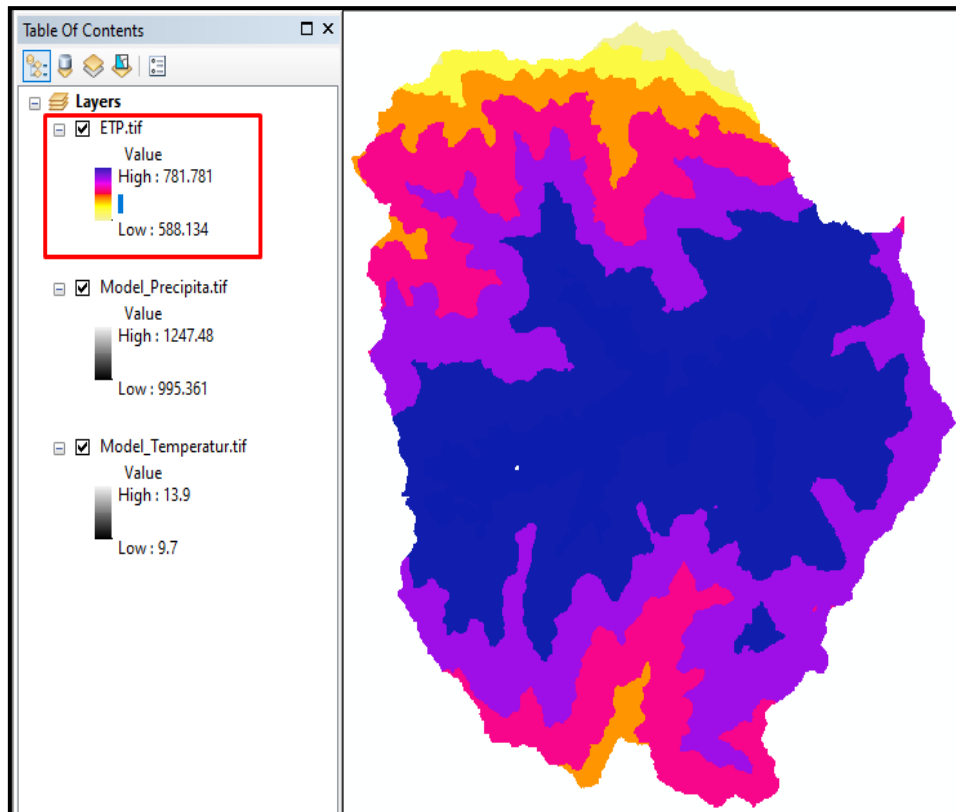 Table Of Contents
Layers
ETP.tif
Value
High : 781.781
Low : 588.134
Model_Precipita.tif
Value
High : 1247.48
Low : 995.361
Model_Temperatur.tif
Value
High : 13.9
Low : 9.7